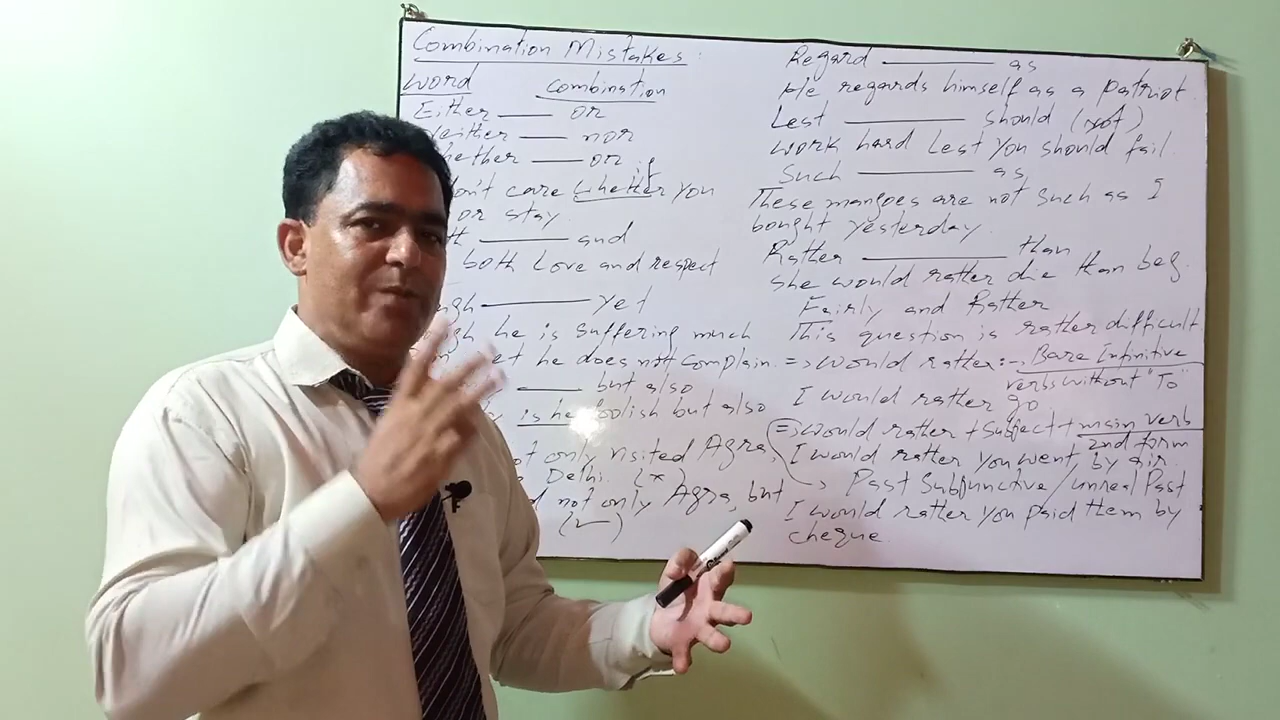 Combination Mistakes:
Word combination
Either ——— or
Neither ——— nor
hether ——— or if
on't care whether you
or stay
——— and
both Love and respect
gh ——— yet
gh he is suffering much
yet he does not complain.
——— but also
is he foolish but also
not only visited Agra,
Delhi. (×)
not only Agra, but
(✓)
Regard ——— as
He regards himself as a patriot.
Lest ——— should (not)
work hard Lest you should fail.
Such ——— as
These mangoes are not such as I
bought yesterday.
Rather ——— than
She would rather die than beg.
Fairly and Rather
This question is rather difficult
=> would rather:- Bare Infinitive
verbs without "To"
I would rather go
=> would rather + Subject + main verb
2nd form
I would rather you went by air.
> Past Subjunctive/unreal Past
I would rather you paid them by
cheque.